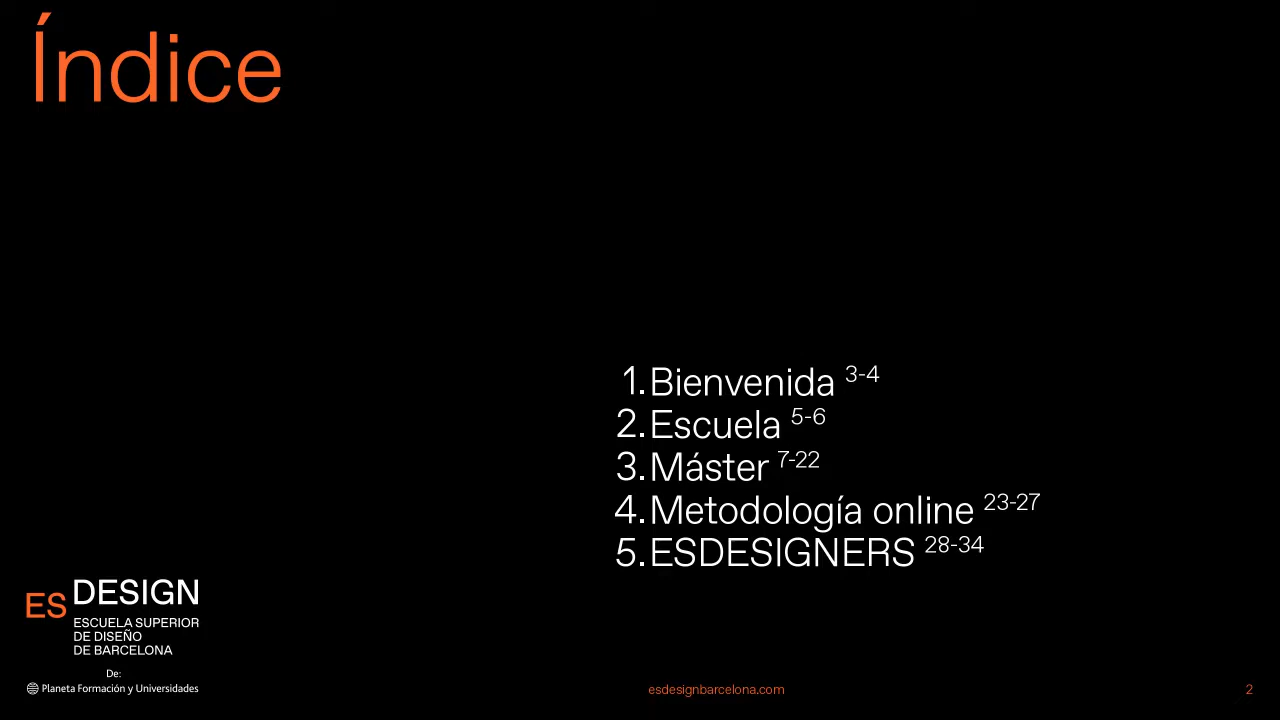 Índice
1. Bienvenida 3-4
2. Escuela 5-6
3. Máster 7-22
4. Metodología online 23-27
5. ESDESIGNERS 28-34
ES DESIGN
ESCUELA SUPERIOR
DE DISEÑO
DE BARCELONA
De:
Planeta Formación y Universidades
esdesignbarcelona.com
2